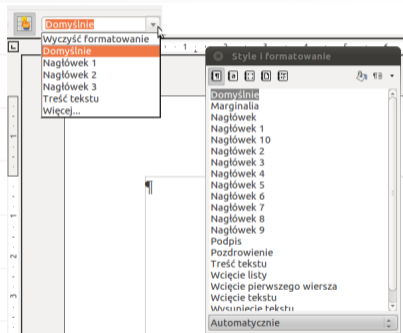 Domyślnie
Wyczyść formatowanie
Domyślnie
Nagłówek 1
Nagłówek 2
Nagłówek 3
Treść tekstu
Więcej...
Style i formatowanie
Domyślnie
Marginalia
Nagłówek
Nagłówek 1
Nagłówek 10
Nagłówek 2
Nagłówek 3
Nagłówek 4
Nagłówek 5
Nagłówek 6
Nagłówek 7
Nagłówek 8
Nagłówek 9
Podpis
Pozdrowienie
Treść tekstu
Wcięcie listy
Wcięcie pierwszego wiersza
Wcięcie tekstu
Wysunięcie tekstu
Automatycznie